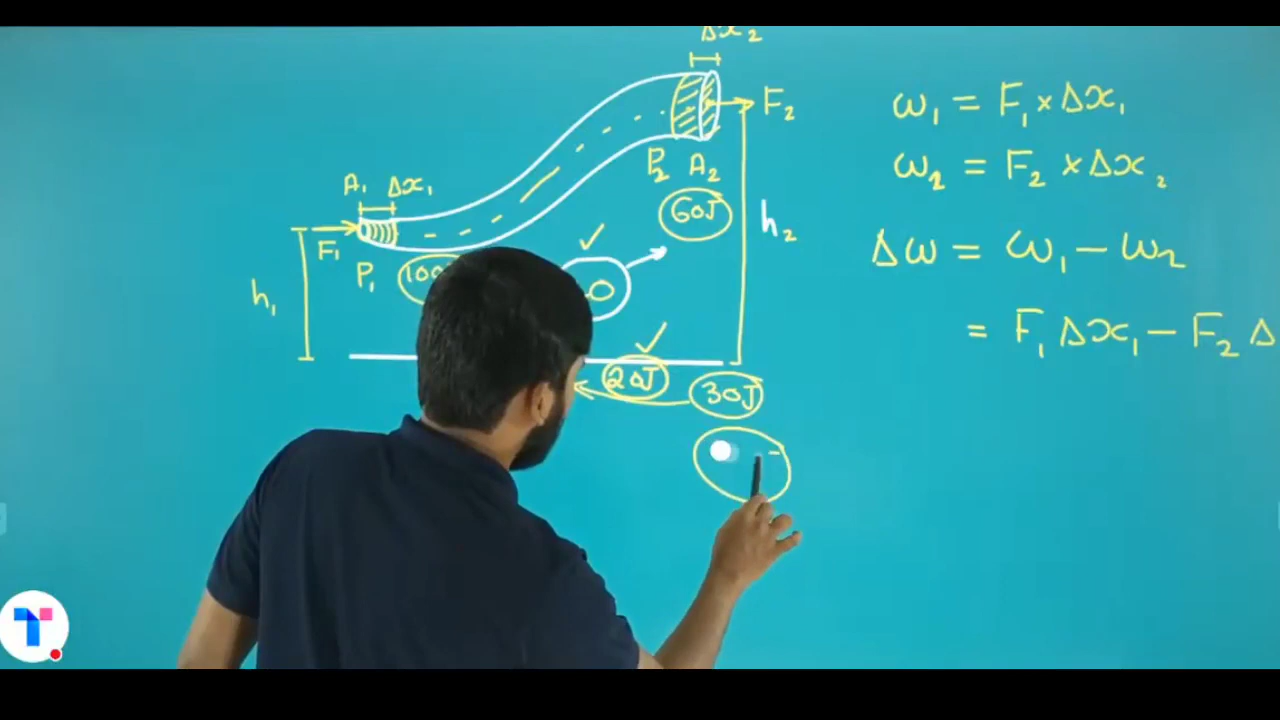 Δx₂
F₂
A₁ Δx₁
F₁
P₁
h₁
P₂ A₂
60J
h₂
20J
30J
ω₁ = F₁ × Δx₁
ω₂ = F₂ × Δx₂
Δω = ω₁ − ω₂
= F₁ Δx₁ − F₂ Δ